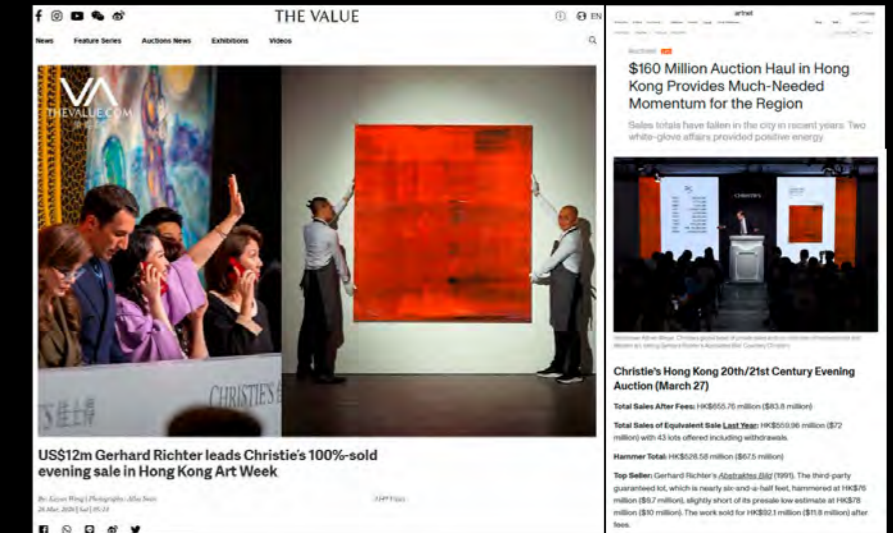 THE VALUE
EN
News Feature Series Auctions News Exhibitions Videos
VA
THEVALUE.COM
CHRISTIE'S
US$12m Gerhard Richter leads Christie's 100%-sold
evening sale in Hong Kong Art Week
artnet
$160 Million Auction Haul in Hong
Kong Provides Much-Needed
Momentum for the Region
Sales totals have fallen in the city in recent years. Two
white-glove affairs provided positive energy.
CHRISTIE'S
Christie's Hong Kong 20th/21st Century Evening
Auction (March 27)
Total Sales After Fees: HK$655.76 million ($83.8 million)
Total Sales of Equivalent Sale Last Year: HK$559.96 million ($72
million) with 43 lots offered including withdrawals.
Hammer Total: HK$528.58 million ($67.5 million)
Top Seller: Gerhard Richter's Abstraktes Bild (1991). The third-party
guaranteed lot, which is nearly six-and-a-half feet, hammered at HK$76
million ($9.7 million), slightly short of its presale low estimate at HK$78
million ($10 million). The work sold for HK$92.1 million ($11.8 million) after
fees.